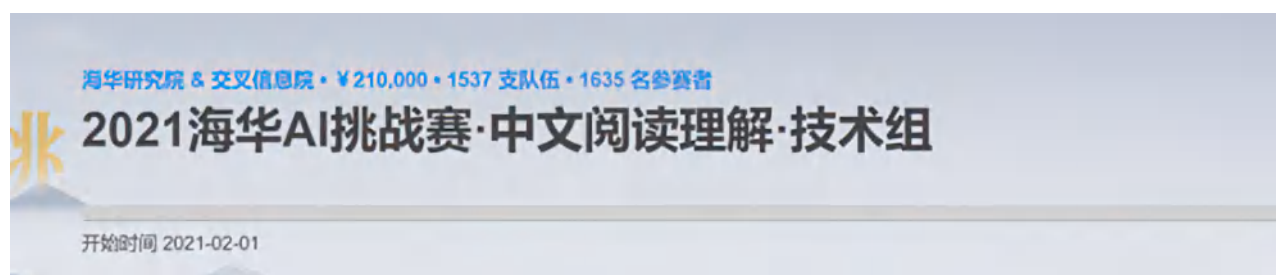 海华研究院 & 交叉信息院 • ¥210,000 • 1537 支队伍 • 1635 名参赛者
2021海华AI挑战赛·中文阅读理解·技术组
开始时间 2021-02-01